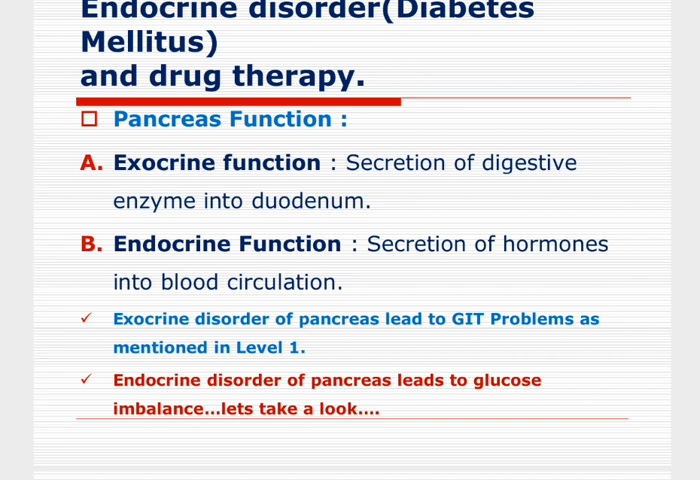 Endocrine disorder(Diabetes
Mellitus)
and drug therapy.
Pancreas Function :
A. Exocrine function : Secretion of digestive
enzyme into duodenum.
B. Endocrine Function : Secretion of hormones
into blood circulation.
✓ Exocrine disorder of pancreas lead to GIT Problems as
mentioned in Level 1.
✓ Endocrine disorder of pancreas leads to glucose
imbalance...lets take a look....